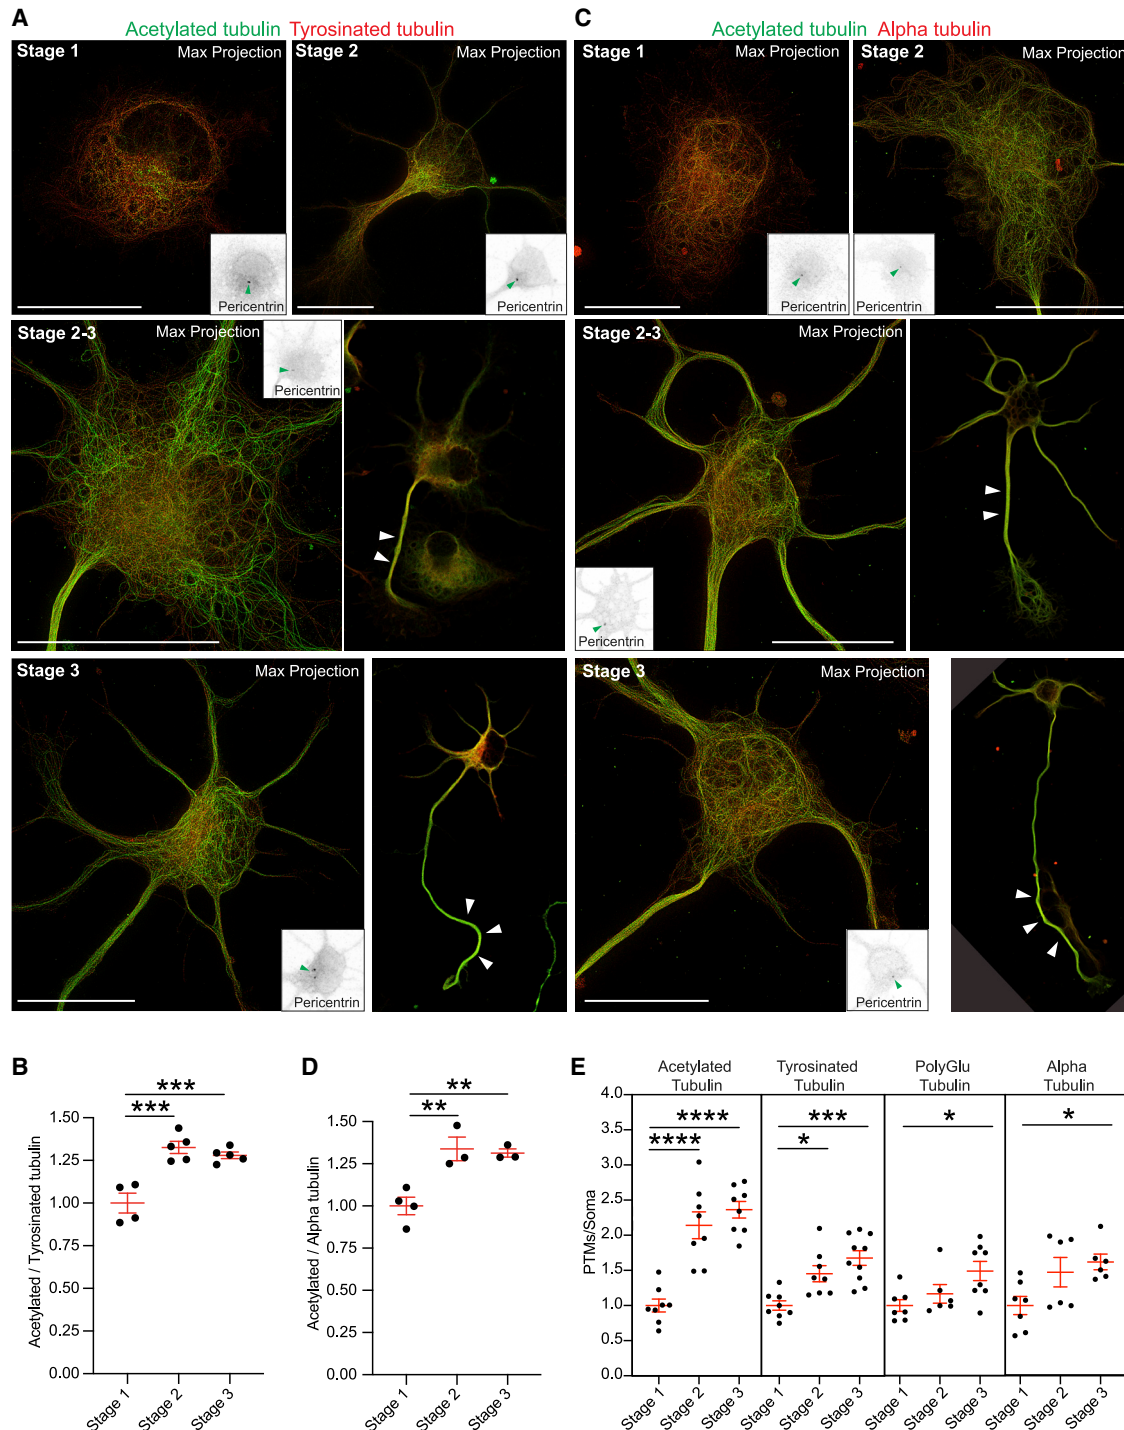 A
Acetylated tubulin Tyrosinated tubulin
Stage 1
Max Projection
Pericentrin
Stage 2
Max Projection
Pericentrin
Stage 2-3
Max Projection
Pericentrin
Stage 3
Max Projection
Pericentrin
C
Acetylated tubulin Alpha tubulin
Stage 1
Max Projection
Pericentrin
Stage 2
Max Projection
Pericentrin
Stage 2-3
Max Projection
Pericentrin
Stage 3
Max Projection
Pericentrin
B
***
***
1.50
1.25
1.00
0.75
0.50
0.25
0.00
Acetylated / Tyrosinated tubulin
Stage 1
Stage 2
Stage 3
D
**
**
1.50
1.25
1.00
0.75
0.50
0.25
0.00
Acetylated / Alpha tubulin
Stage 1
Stage 2
Stage 3
E
Acetylated
Tubulin
Tyrosinated
Tubulin
PolyGlu
Tubulin
Alpha
Tubulin
4.0
3.5
3.0
2.5
2.0
1.5
1.0
0.5
0.0
PTMs/Soma
****
****
***
*
*
*
Stage 1
Stage 2
Stage 3
Stage 1
Stage 2
Stage 3
Stage 1
Stage 2
Stage 3
Stage 1
Stage 2
Stage 3